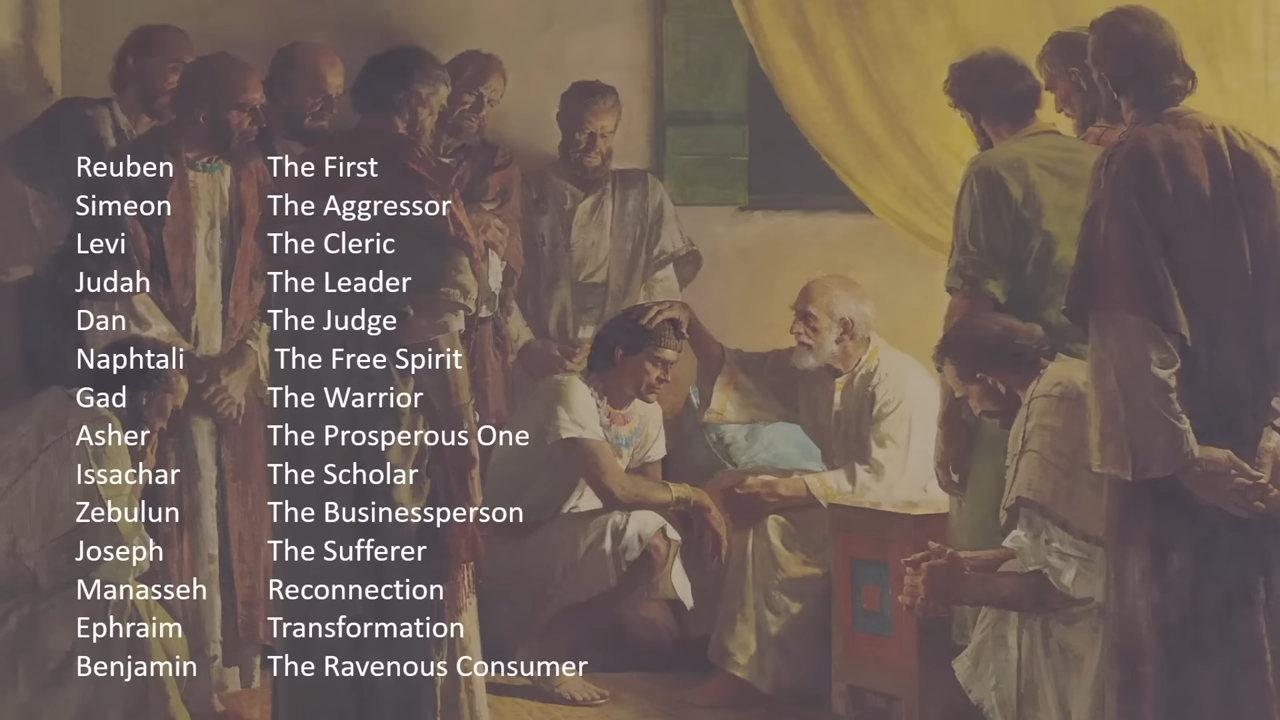 Reuben The First
Simeon The Aggressor
Levi The Cleric
Judah The Leader
Dan The Judge
Naphtali The Free Spirit
Gad The Warrior
Asher The Prosperous One
Issachar The Scholar
Zebulun The Businessperson
Joseph The Sufferer
Manasseh Reconnection
Ephraim Transformation
Benjamin The Ravenous Consumer